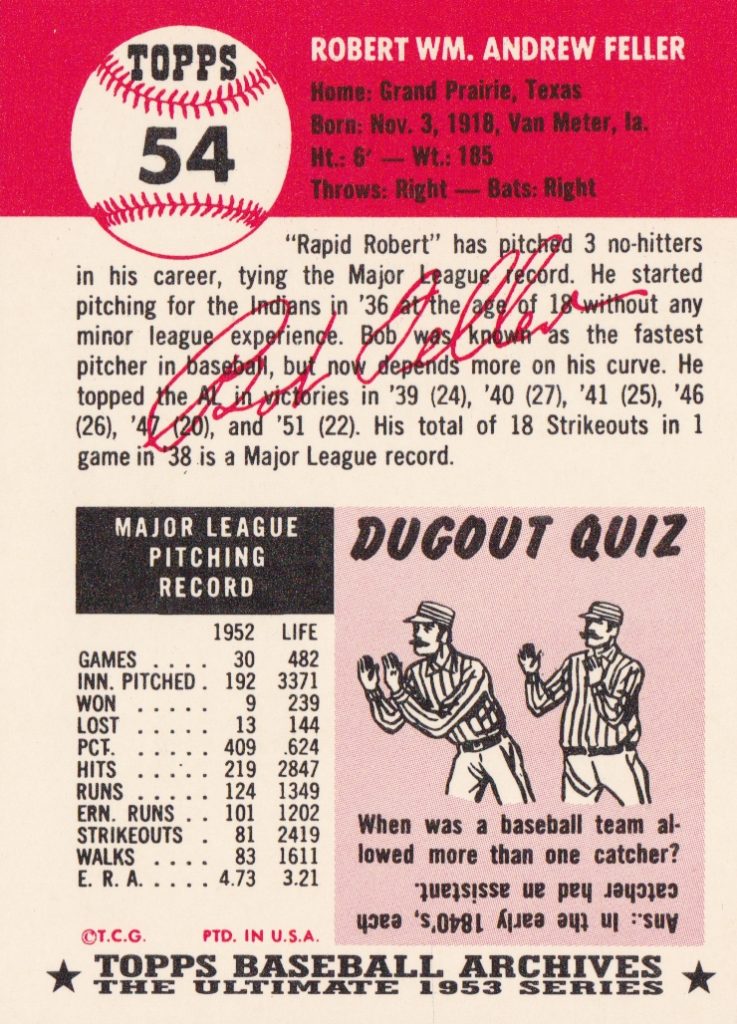 TOPPS
54
ROBERT WM. ANDREW FELLER
Home: Grand Prairie, Texas
Born: Nov. 3, 1918, Van Meter, Ia.
Ht.: 6' — Wt.: 185
Throws: Right — Bats: Right
"Rapid Robert" has pitched 3 no-hitters
in his career, tying the Major League record. He started
pitching for the Indians in '36 at the age of 18 without any
minor league experience. Bob was known as the fastest
pitcher in baseball, but now depends more on his curve. He
topped the AL in victories in '39 (24), '40 (27), '41 (25), '46
(26), '47 (20), and '51 (22). His total of 18 Strikeouts in 1
game in '38 is a Major League record.
Bob Feller
MAJOR LEAGUE
PITCHING
RECORD
1952 LIFE
GAMES .... 30 482
INN. PITCHED . 192 3371
WON ..... 9 239
LOST ..... 13 144
PCT. ..... 409 .624
HITS ..... 219 2847
RUNS ..... 124 1349
ERN. RUNS .. 101 1202
STRIKEOUTS . 81 2419
WALKS .... 83 1611
E. R. A. .... 4.73 3.21
DUGOUT QUIZ
When was a baseball team al-
lowed more than one catcher?
Ans.: In the early 1840's, each
catcher had an assistant.
©T.C.G. PTD. IN U.S.A.
★ TOPPS BASEBALL ARCHIVES ★
THE ULTIMATE 1953 SERIES